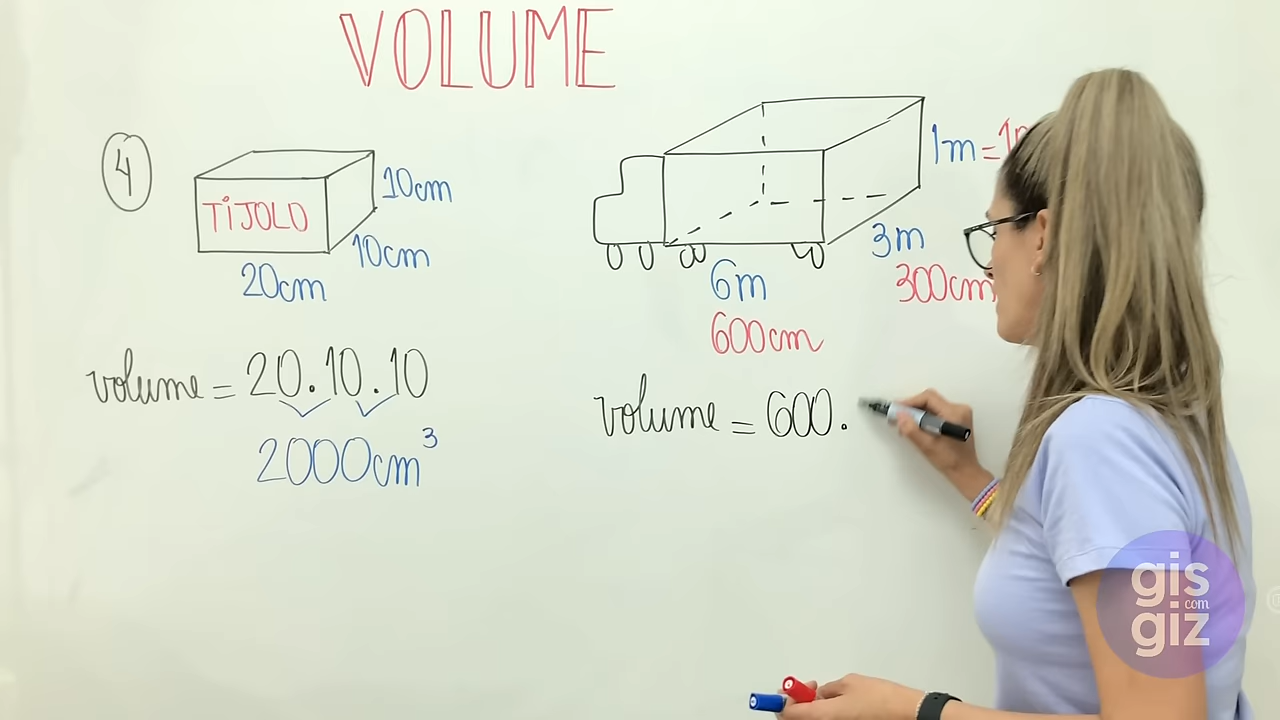 VOLUME
4
TIJOLO
10cm
10cm
20cm
volume = 20.10.10
2000cm³
1m = 1
3m
300cm
6m
600cm
volume = 600.
gis
com
giz